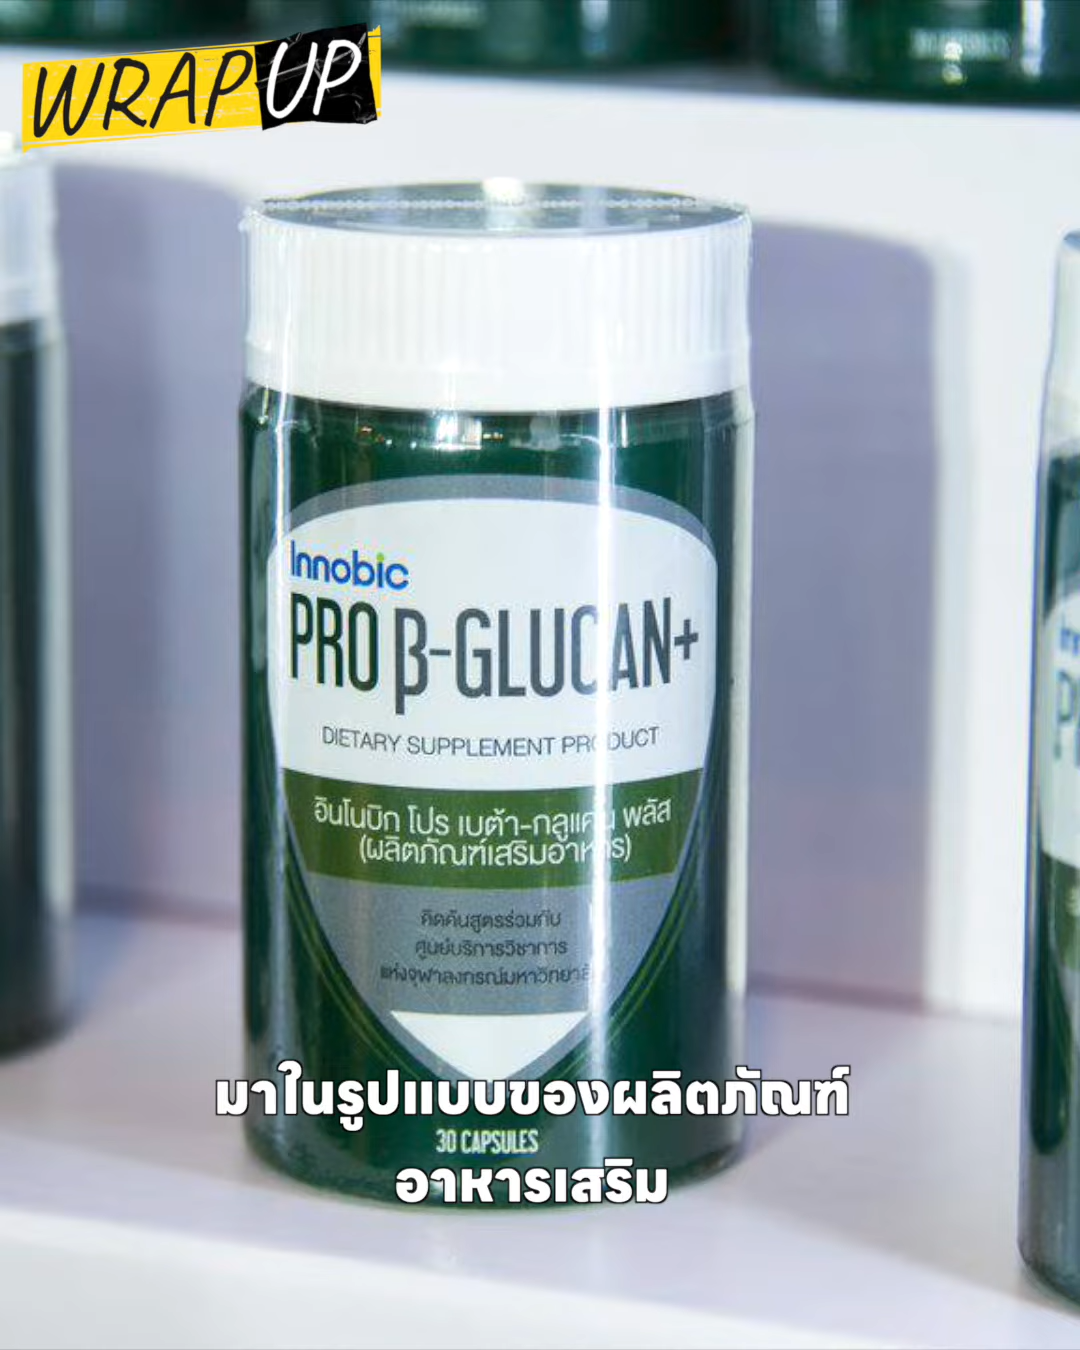 WRAP UP
Innobic
PRO β-GLUCAN+
DIETARY SUPPLEMENT PRODUCT
อินโนบิก โปร เบต้า-กลูแคน พลัส
(ผลิตภัณฑ์เสริมอาหาร)
คิดค้นสูตรร่วมกับ
ศูนย์บริการวิชาการ
แห่งจุฬาลงกรณ์มหาวิทยาลัย
มาในรูปแบบของผลิตภัณฑ์
30 CAPSULES
อาหารเสริม